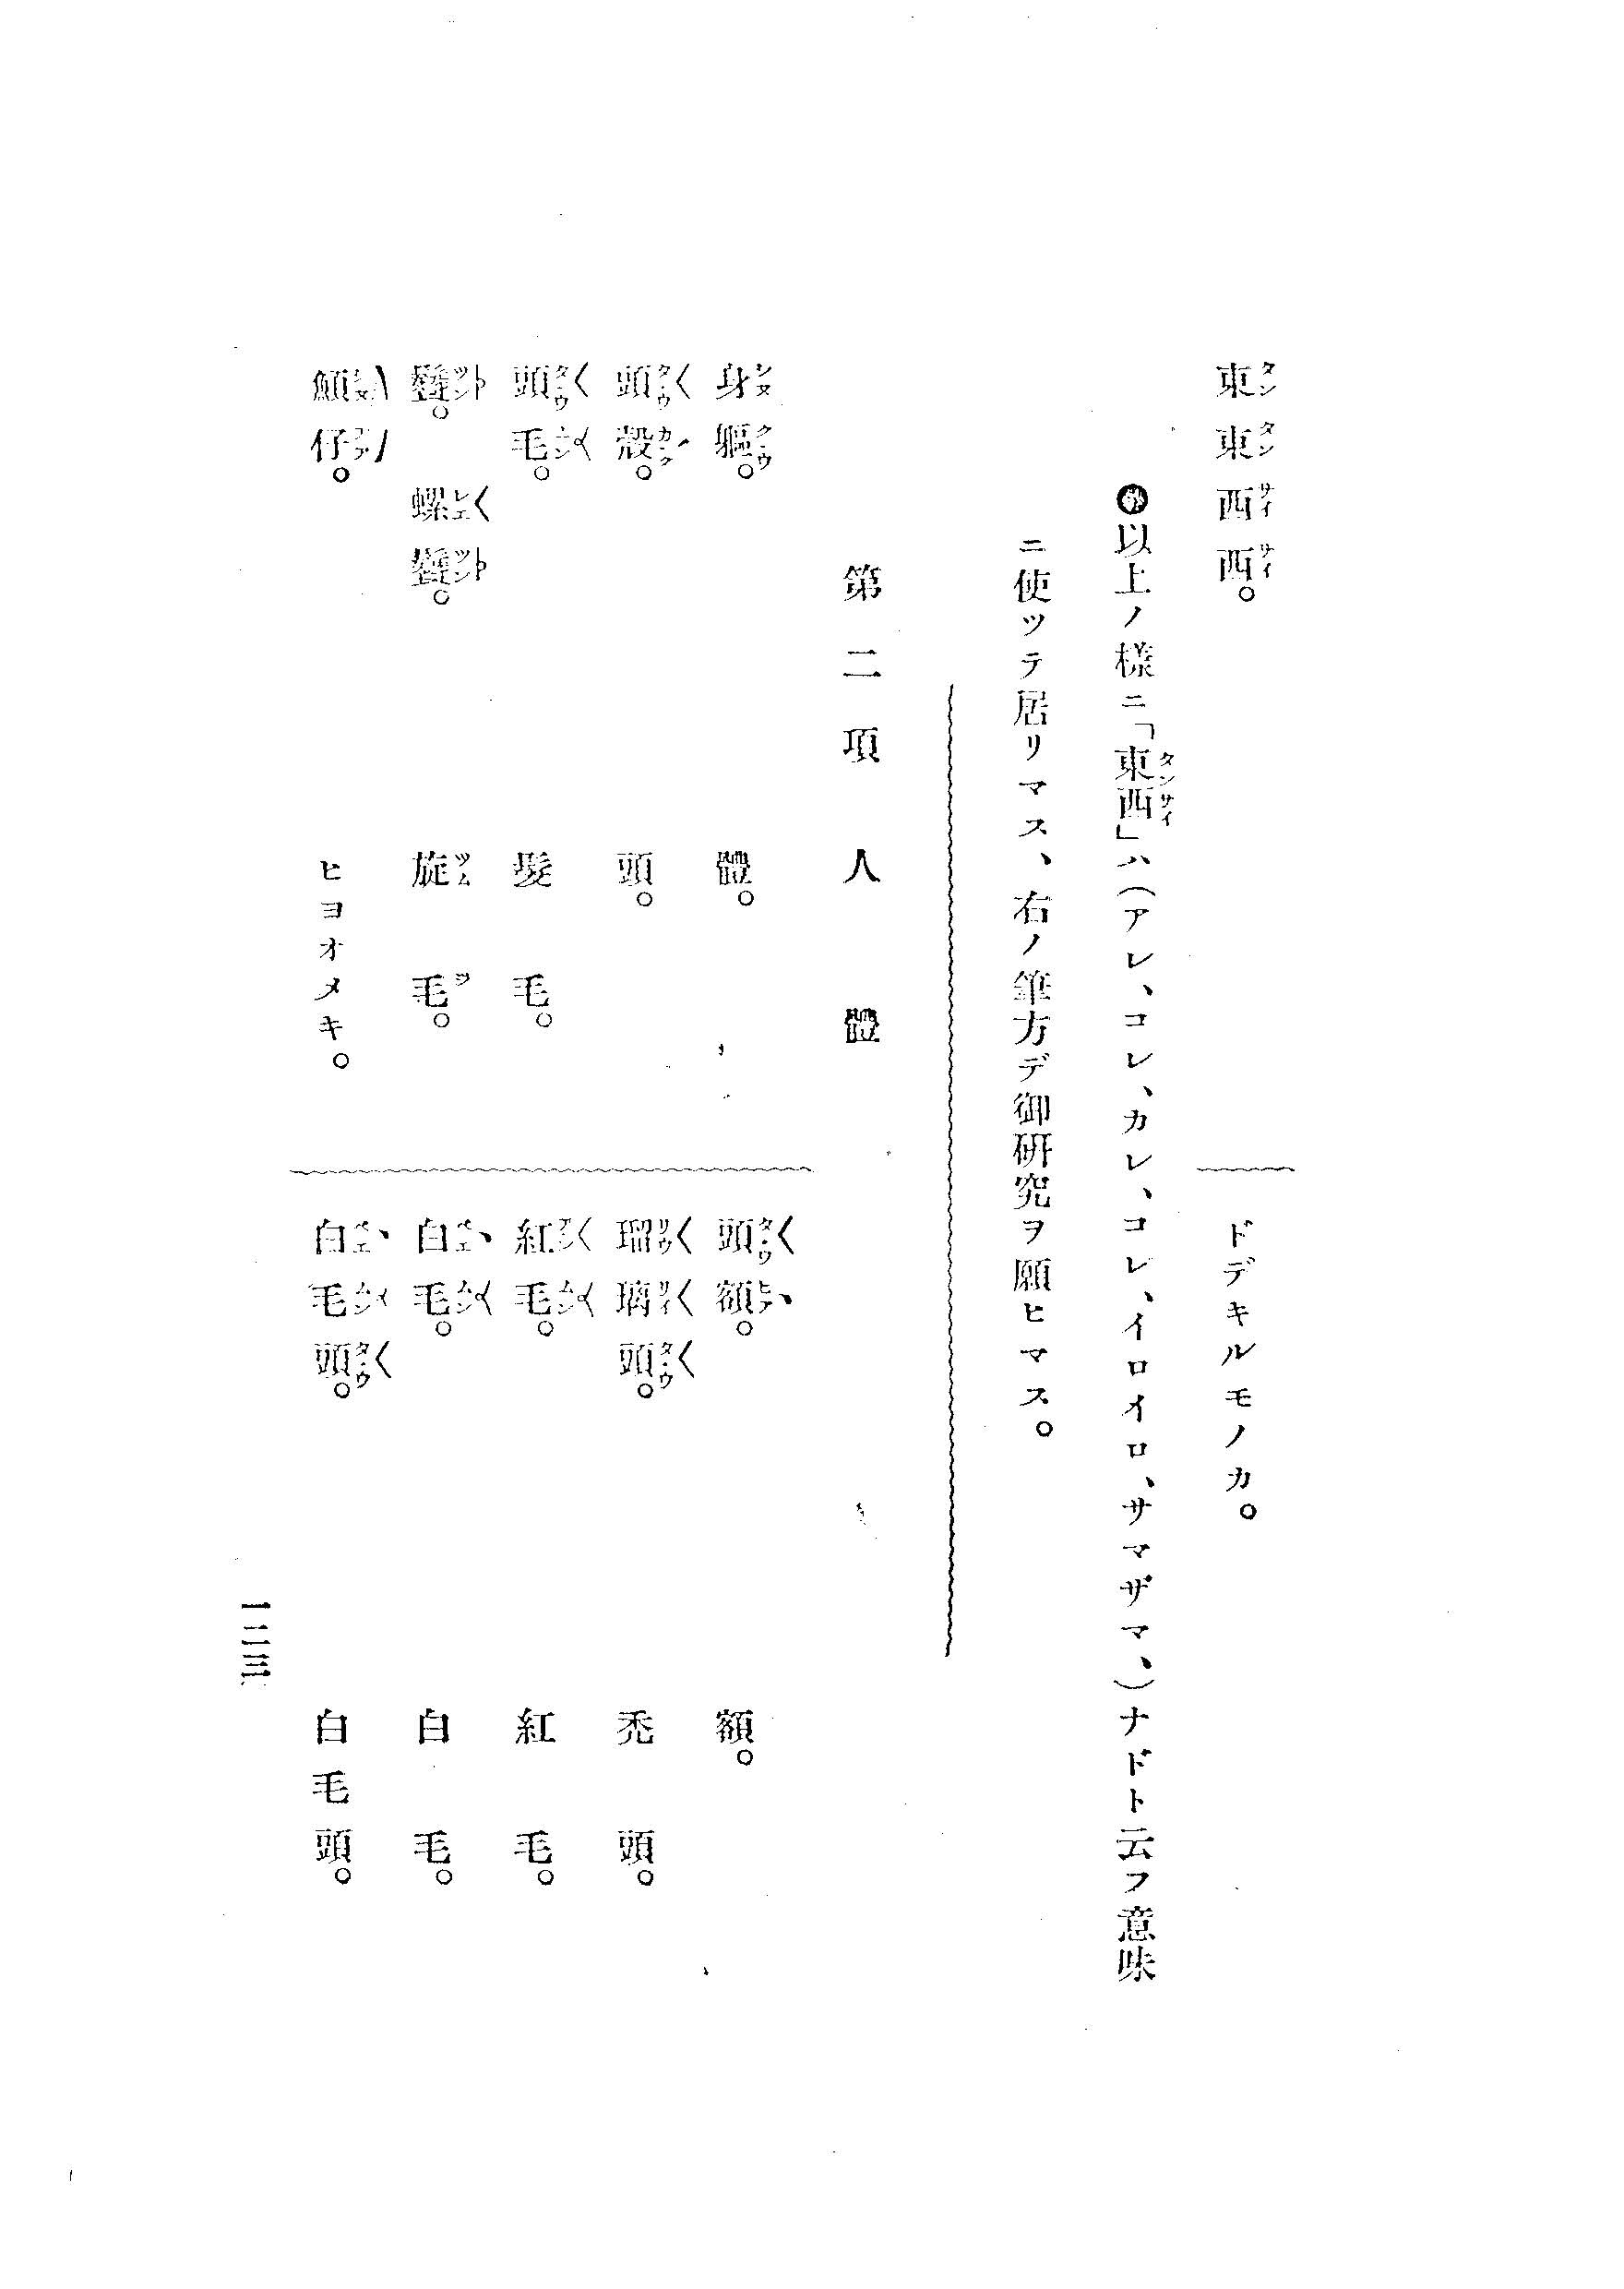 東東西西。
ドデキルモノカ。
以上ノ樣ニ「東西」ハ(アレ、コレ、カレ、コレ、イロイロ、サマザマ、)ナドト云フ意味
ニ使ツテ居リマス、右ノ筆方デ御研究ヲ願ヒマス。
第二項 人體
身軀。 體。
頭殼。 頭。
頭毛。 髮毛。
螺 旋毛。
仔。 ヒヨオメキ。
頭額。 額。
瑠璃頭。 禿頭。
紅毛。 紅毛。
白毛。 白毛。
白毛頭。 白毛頭。
一二三